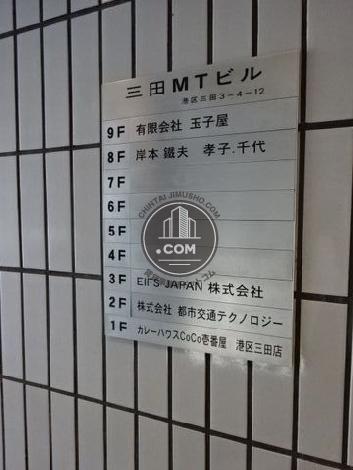 三田MTビル
港区三田3-4-12
9F 有限会社 玉子屋
8F 岸本 鐵夫 孝子.千代
7F
6F
5F
4F
3F EIFS JAPAN 株式会社
2F 株式会社 都市交通テクノロジー
1F カレーハウスCoCo壱番屋 港区三田店
CHINTAI JIMUSHO.COM
.COM